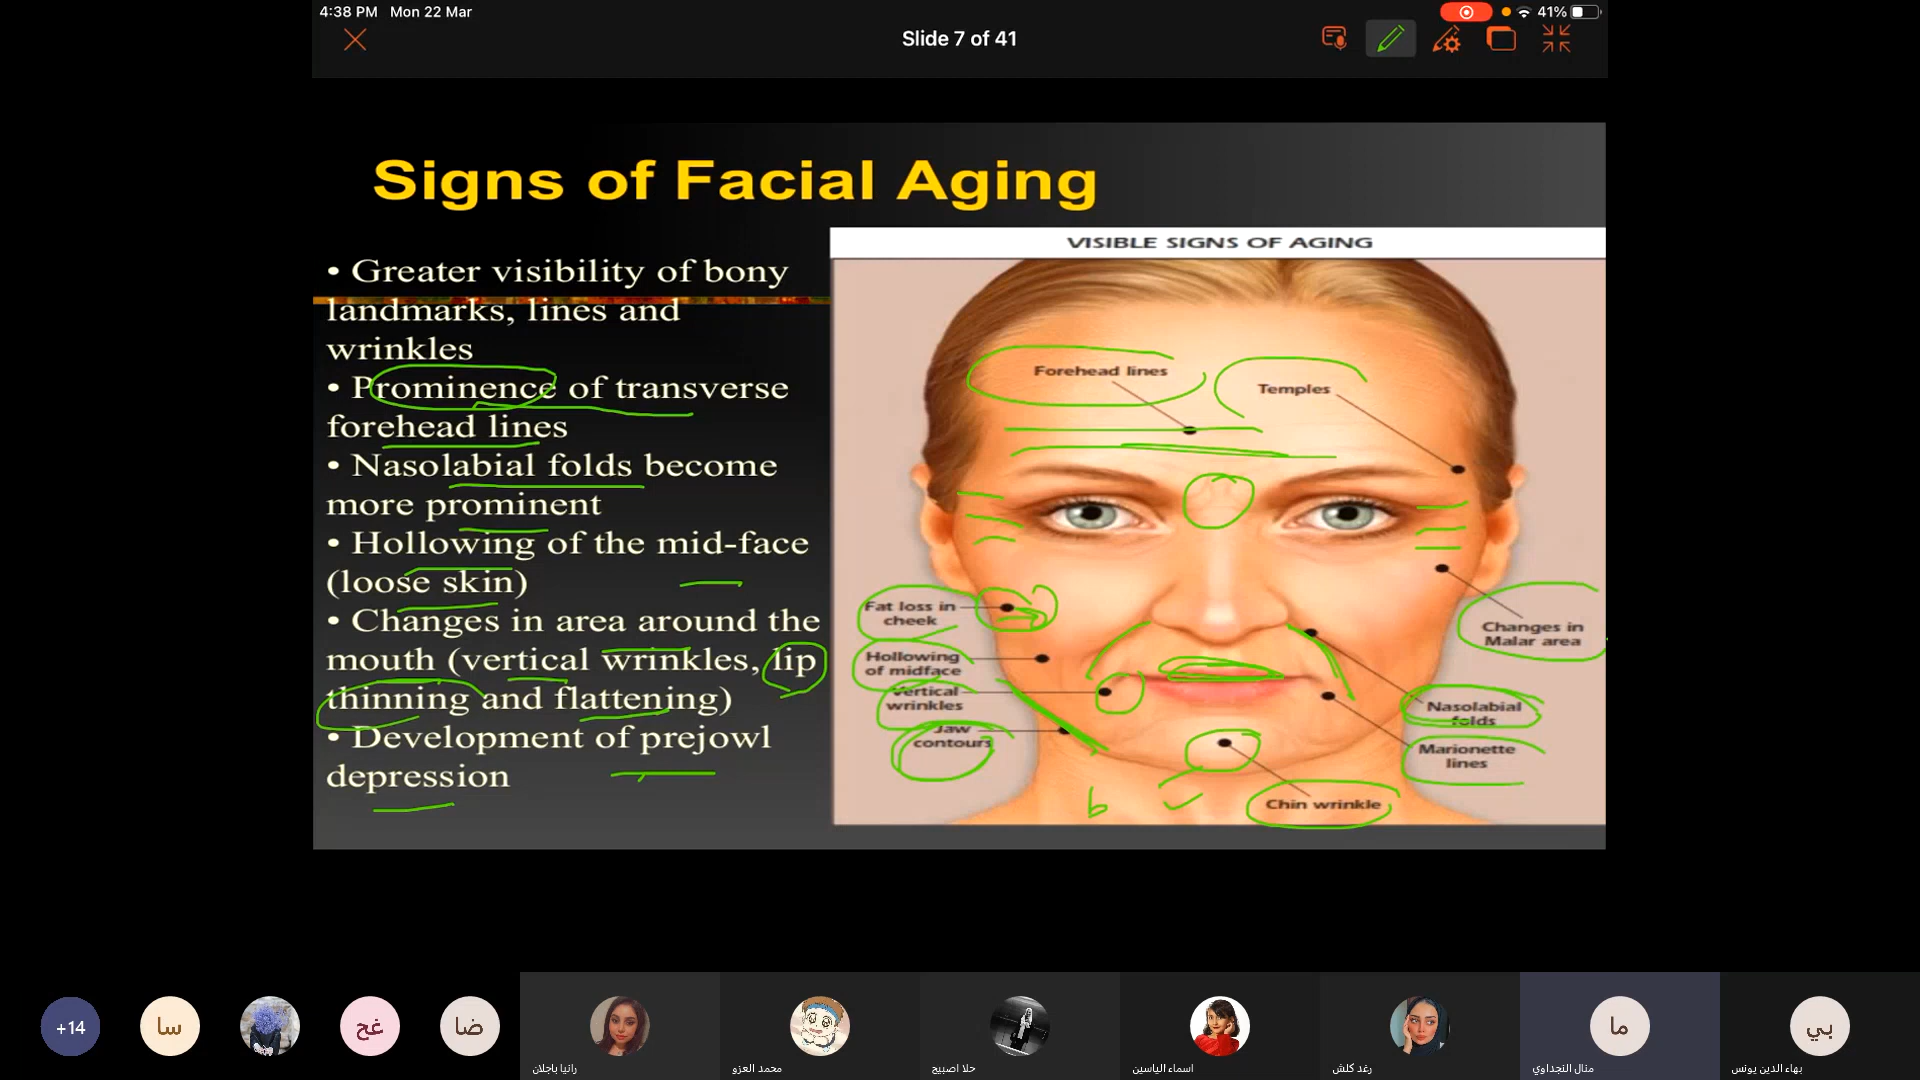 4:38 PM Mon 22 Mar
41%
Slide 7 of 41
Signs of Facial Aging
• Greater visibility of bony
landmarks, lines and
wrinkles
• Prominence of transverse
forehead lines
• Nasolabial folds become
more prominent
• Hollowing of the mid-face
(loose skin)
• Changes in area around the
mouth (vertical wrinkles, lip
thinning and flattening)
• Development of prejowl
depression
VISIBLE SIGNS OF AGING
Forehead lines
Temples
Fat loss in
cheek
Hollowing
of midface
Vertical
wrinkles
Jaw
contours
Changes in
Malar area
Nasolabial
folds
Marionette
lines
Chin wrinkle
b
+14
سا
غح
ضا
رانيا باجلان
محمد العزو
حلا اصبيح
اسماء الياسين
رغد كلش
ما
منال النجداوي
بي
بهاء الدين يونس